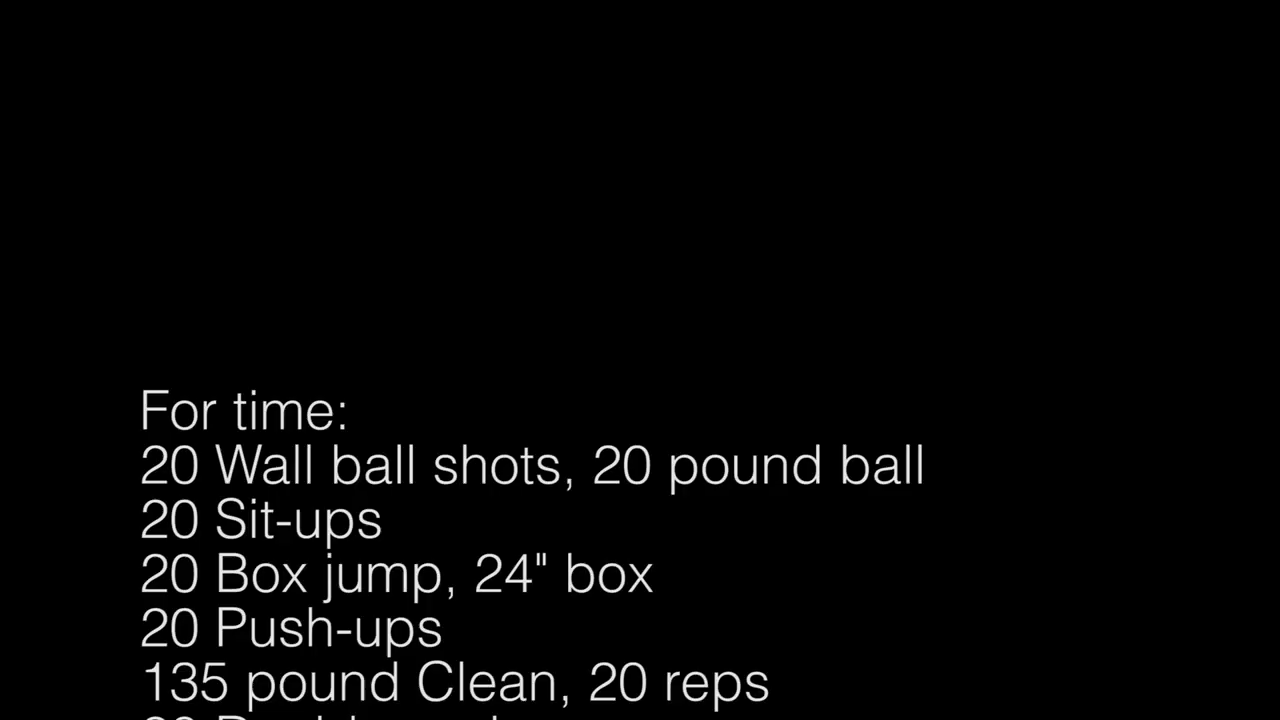 For time:
20 Wall ball shots, 20 pound ball
20 Sit-ups
20 Box jump, 24" box
20 Push-ups
135 pound Clean, 20 reps